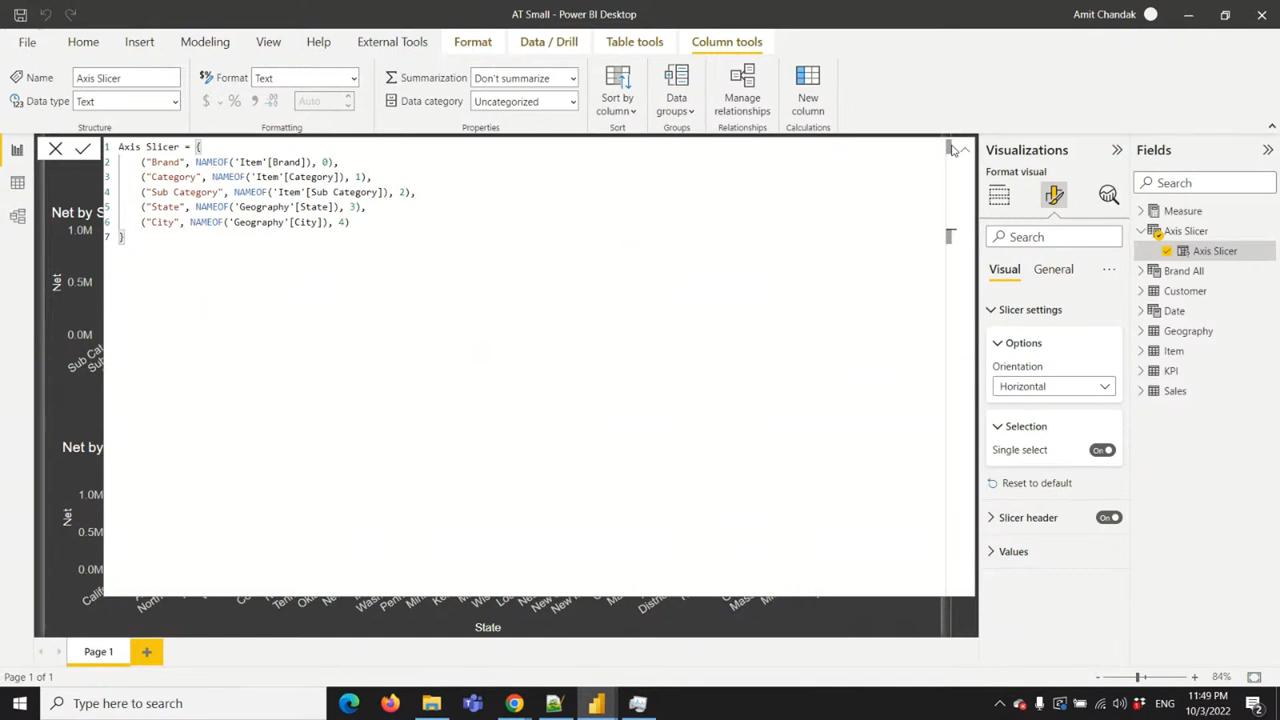 AT Small - Power BI Desktop
Amit Chandak
File Home Insert Modeling View Help External Tools Format Data / Drill Table tools Column tools
Name Axis Slicer
Data type Text
Structure
Format Text
$ % Auto
Formatting
Summarization Don't summarize
Data category Uncategorized
Properties
Sort by column
Sort
Data groups
Groups
Manage relationships
Relationships
New column
Calculations
1 Axis Slicer = {
2 ("Brand", NAMEOF('Item'[Brand]), 0),
3 ("Category", NAMEOF('Item'[Category]), 1),
4 ("Sub Category", NAMEOF('Item'[Sub Category]), 2),
5 ("State", NAMEOF('Geography'[State]), 3),
6 ("City", NAMEOF('Geography'[City]), 4)
7 }
Net by S
1.0M
0.5M
0.0M
Net
Sub Cat
Net by
1.0M
0.5M
0.0M
Net
State
Visualizations
Format visual
Search
Visual General
Slicer settings
Options
Orientation
Horizontal
Selection
Single select On
Reset to default
Slicer header On
Values
Fields
Search
Measure
Axis Slicer
Axis Slicer
Brand All
Customer
Date
Geography
Item
KPI
Sales
Page 1
Page 1 of 1
84%
Type here to search
ENG
11:49 PM
10/3/2022
2